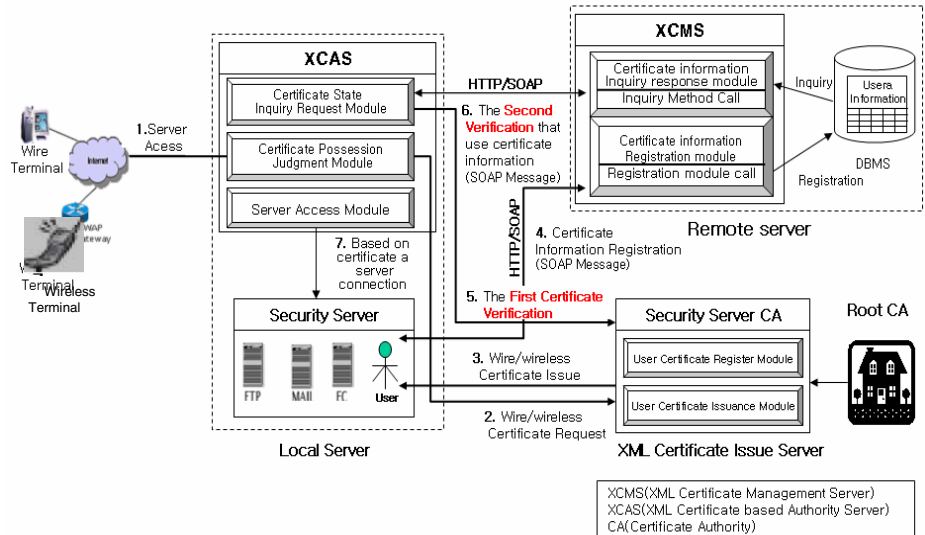 XCAS
Certificate State
Inquiry Request Module
Certificate Possession
Judgment Module
Server Access Module
1.Server
Acess
Wire
Terminal
Internet
WAP
teway
Terminal
Wireless
Terminal
7. Based on
certificate a
server
connection
Security Server
FTP
MAIL
EC
User
Local Server
HTTP/SOAP
6. The Second
Verification that
use certificate
information
(SOAP Message)
HTTP/SOAP
4. Certificate
Information Registration
(SOAP Message)
5. The First Certificate
Verification
3. Wire/wireless
Certificate Issue
2. Wire/wireless
Certificate Request
XCMS
Certificate information
Inquiry response module
Inquiry Method Call
Certificate information
Registration module
Registration module call
Inquiry
Registration
Usera
Information
DBMS
Remote server
Security Server CA
User Certificate Register Module
User Certificate Issuance Module
XML Certificate Issue Server
Root CA
XCMS(XML Certificate Management Server)
XCAS(XML Certificate based Authority Server)
CA(Certificate Authority)